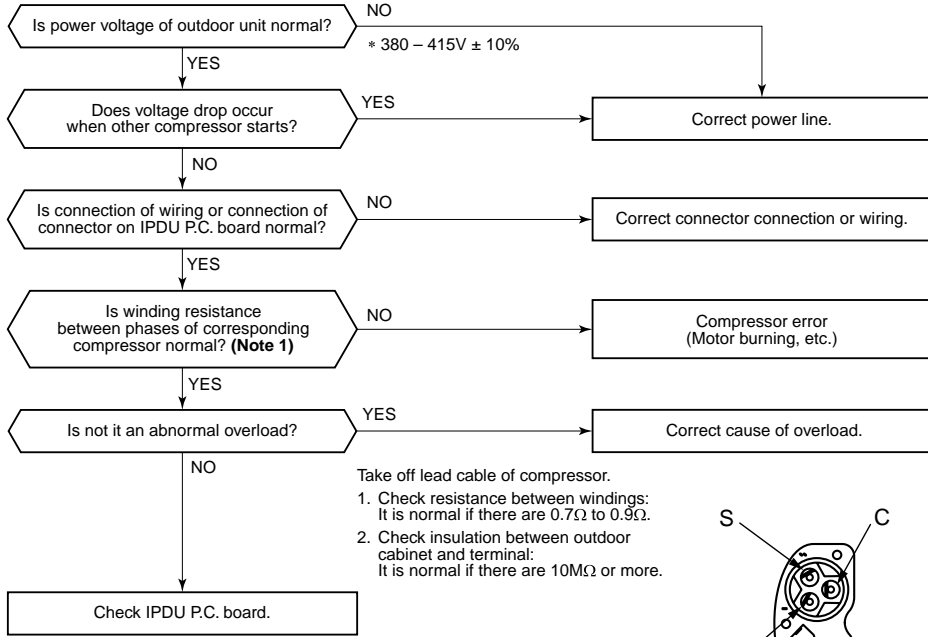 Is power voltage of outdoor unit normal?
NO
* 380 – 415V ± 10%
YES
Does voltage drop occur
when other compressor starts?
YES
Correct power line.
NO
Is connection of wiring or connection of
connector on IPDU P.C. board normal?
NO
Correct connector connection or wiring.
YES
Is winding resistance
between phases of corresponding
compressor normal? (Note 1)
NO
Compressor error
(Motor burning, etc.)
YES
Is not it an abnormal overload?
YES
Correct cause of overload.
NO
Take off lead cable of compressor.
1. Check resistance between windings:
It is normal if there are 0.7Ω to 0.9Ω.
2. Check insulation between outdoor
cabinet and terminal:
It is normal if there are 10MΩ or more.
S
C
Check IPDU P.C. board.